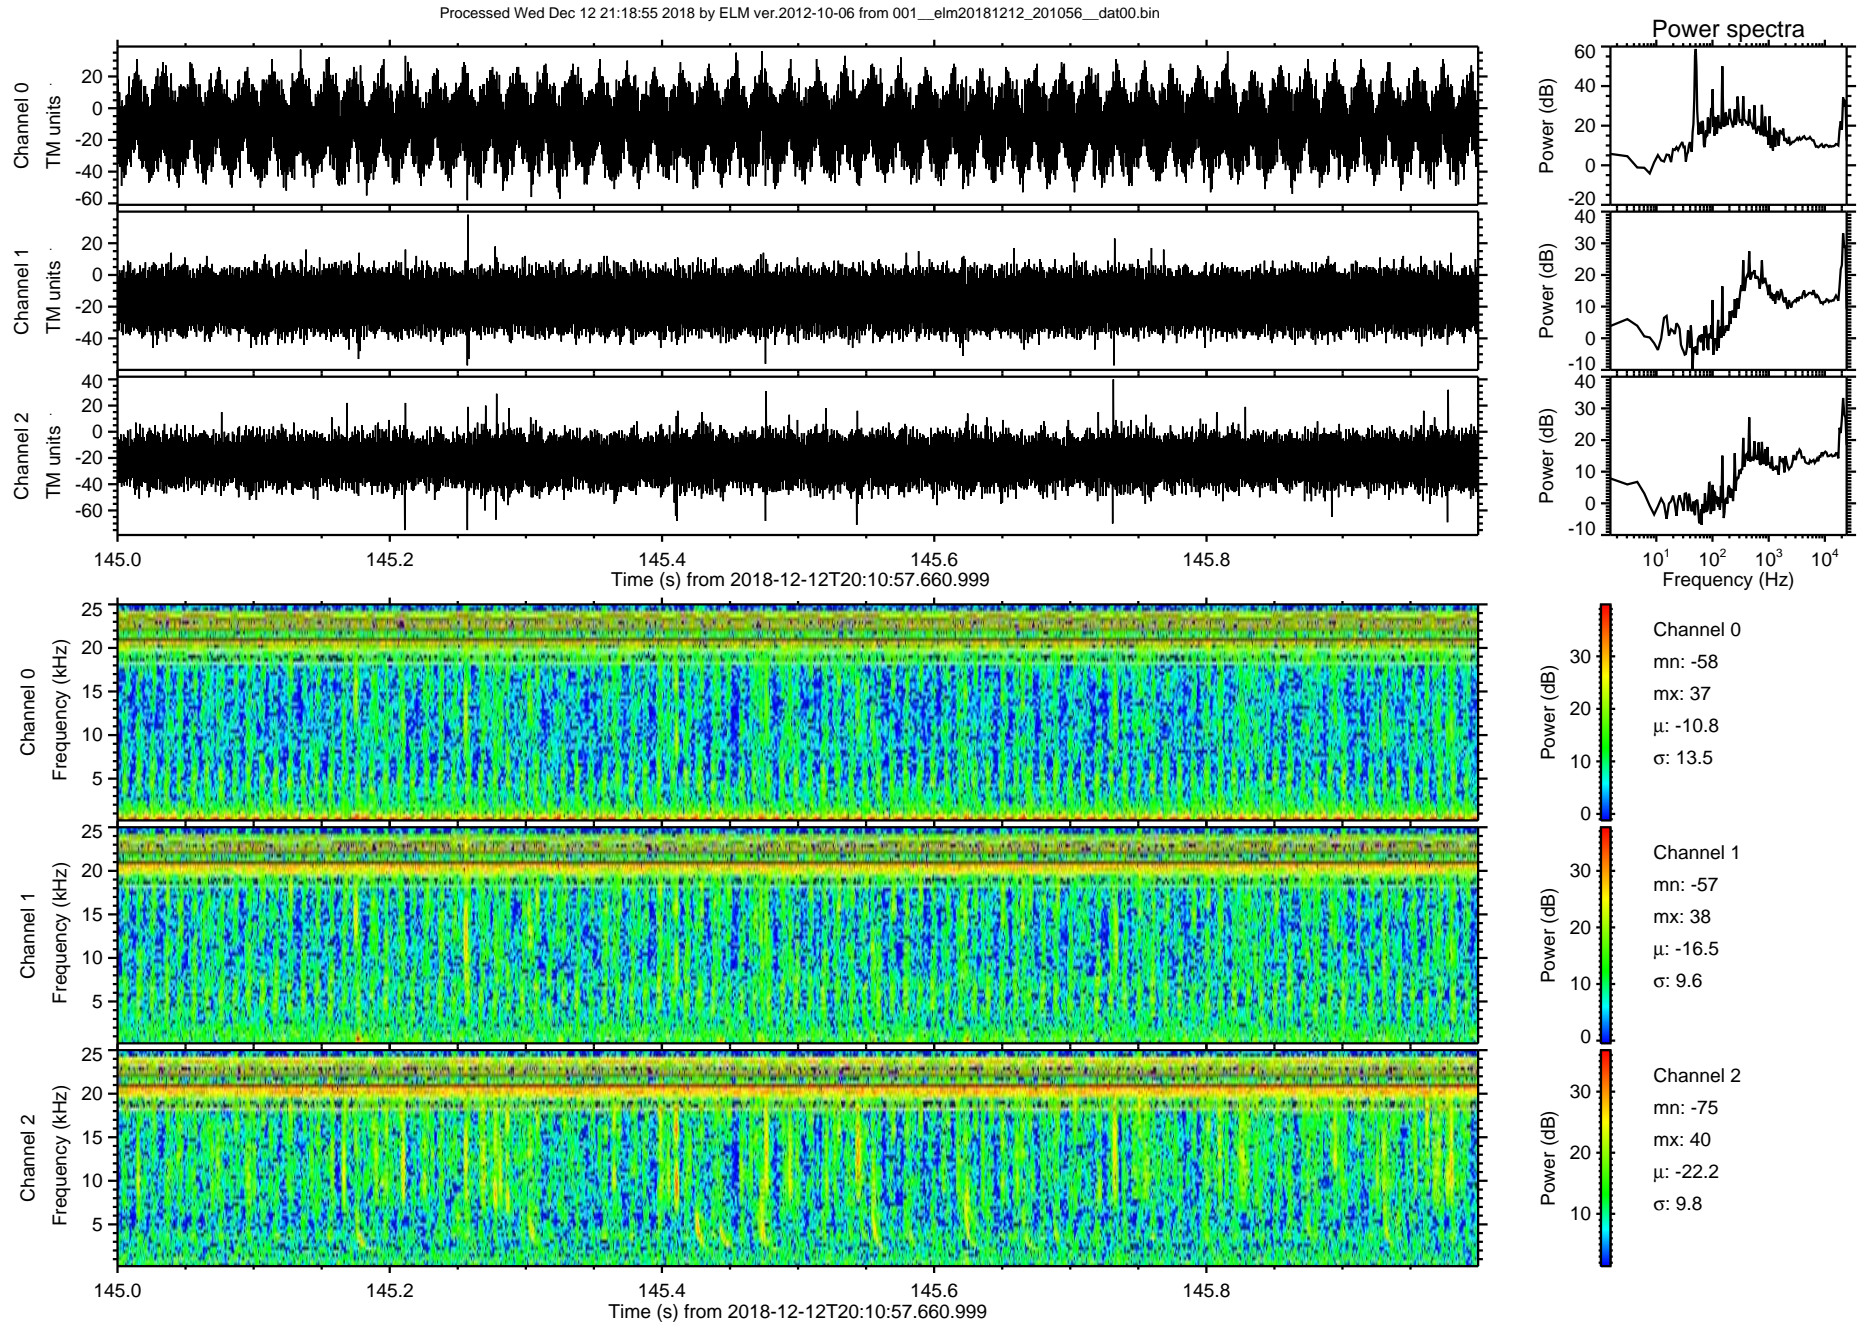 Processed Wed Dec 12 21:18:55 2018 by ELM ver.2012-10-06 from 001__elm20181212_201056__dat00.bin
Power spectra
Channel 0
TM units
20
0
-20
-40
-60
Power (dB)
60
40
20
0
-20
Channel 1
TM units
20
0
-20
-40
Power (dB)
40
30
20
10
0
-10
Channel 2
TM units
40
20
0
-20
-40
-60
Power (dB)
40
30
20
10
0
-10
145.0 145.2 145.4 145.6 145.8
Time (s) from 2018-12-12T20:10:57.660.999
10¹ 10² 10³ 10⁴
Frequency (Hz)
Channel 0
Frequency (kHz)
25
20
15
10
5
Power (dB)
30
20
10
0
Channel 0
mn: -58
mx: 37
μ: -10.8
σ: 13.5
Channel 1
Frequency (kHz)
25
20
15
10
5
Power (dB)
30
20
10
0
Channel 1
mn: -57
mx: 38
μ: -16.5
σ: 9.6
Channel 2
Frequency (kHz)
25
20
15
10
5
Power (dB)
30
20
10
Channel 2
mn: -75
mx: 40
μ: -22.2
σ: 9.8
145.0 145.2 145.4 145.6 145.8
Time (s) from 2018-12-12T20:10:57.660.999